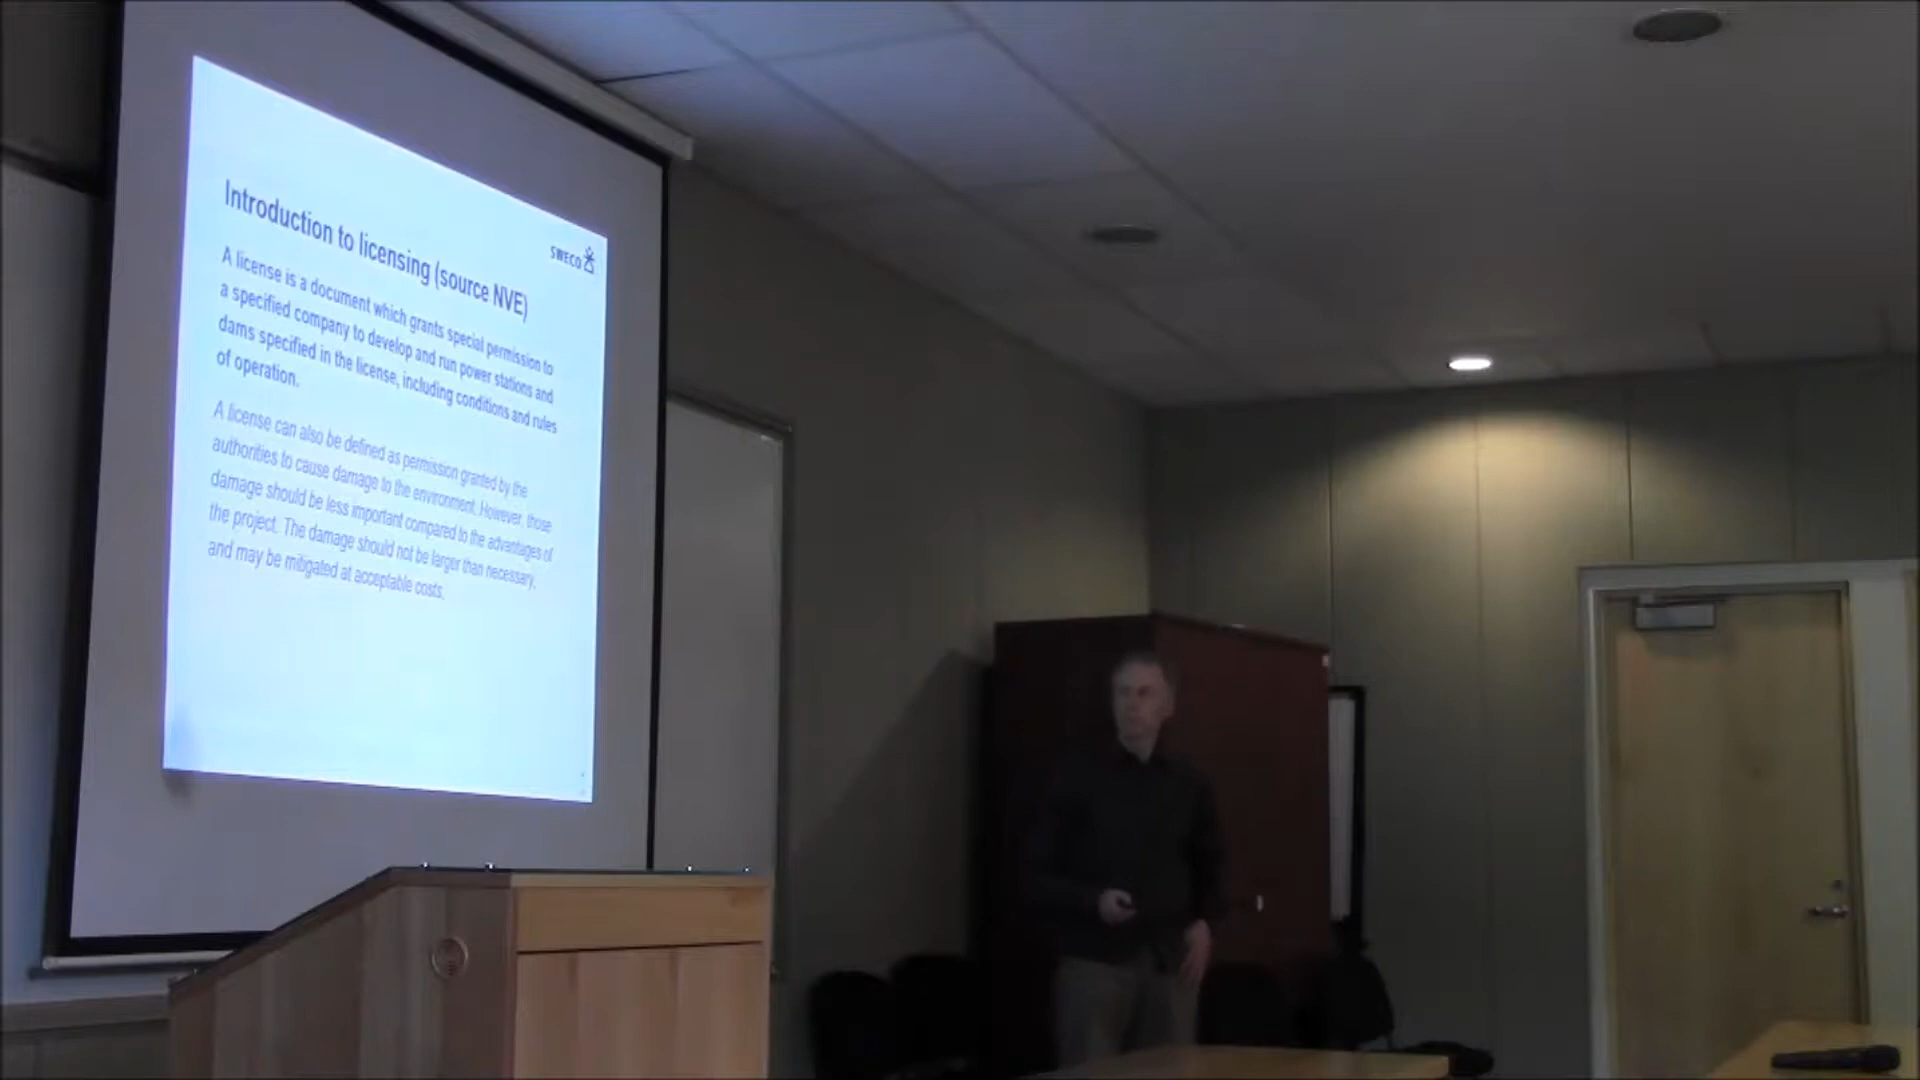 Introduction to licensing (source NVE)
SWECO
A license is a document which grants special permission to
a specified company to develop and run power stations and
dams specified in the license, including conditions and rules
of operation.
A license can also be defined as permission granted by the
authorities to cause damage to the environment. However, those
damage should be less important compared to the advantages of
the project. The damage should not be larger than necessary,
and may be mitigated at acceptable costs.